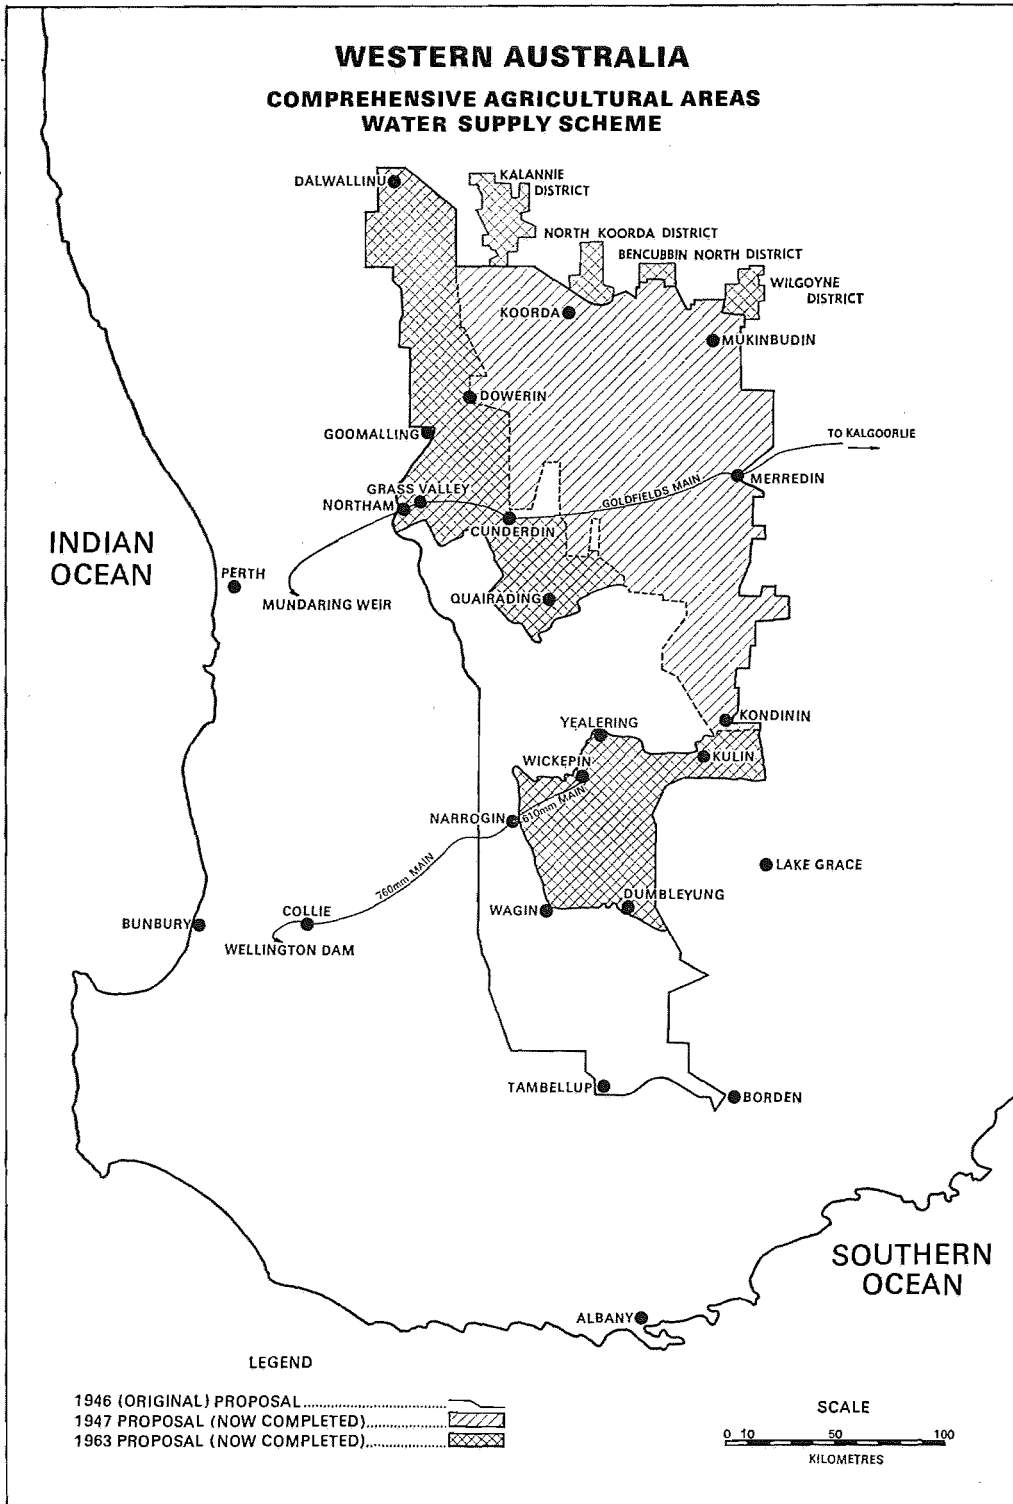 WESTERN AUSTRALIA
COMPREHENSIVE AGRICULTURAL AREAS
WATER SUPPLY SCHEME
DALWALLINU
KALANNIE
DISTRICT
NORTH KOORDA DISTRICT
BENCUBBIN NORTH DISTRICT
WILGOYNE
DISTRICT
KOORDA
MUKINBUDIN
DOWERIN
GOOMALLING
TO KALGOORLIE
MERREDIN
GOLDFIELDS MAIN
GRASS VALLEY
NORTHAM
CUNDERDIN
INDIAN
OCEAN
PERTH
MUNDARING WEIR
QUAIRADING
KONDININ
YEALERING
KULIN
WICKEPIN
610mm MAIN
NARROGIN
760mm MAIN
LAKE GRACE
DUMBLEYUNG
WAGIN
COLLIE
BUNBURY
WELLINGTON DAM
TAMBELLUP
BORDEN
SOUTHERN
OCEAN
ALBANY
LEGEND
1946 (ORIGINAL) PROPOSAL
1947 PROPOSAL (NOW COMPLETED)
1963 PROPOSAL (NOW COMPLETED)
SCALE
0 10 50 100
KILOMETRES